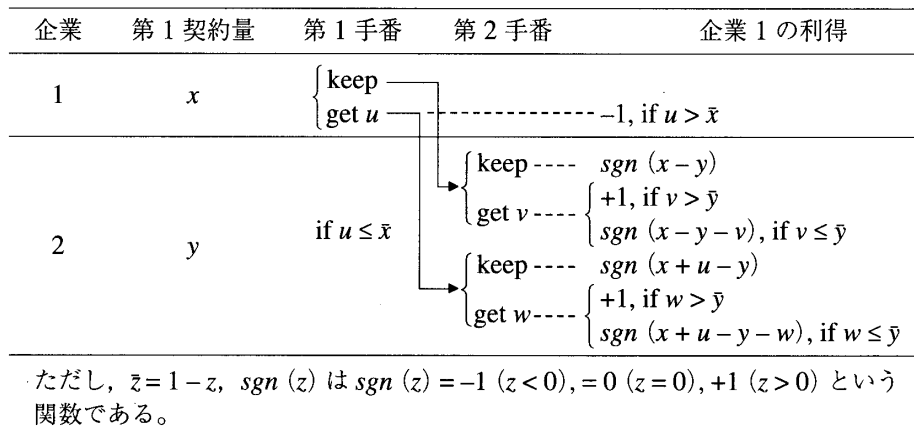 企業 第1契約量 第1手番 第2手番 企業1の利得
1 x keep
get u −1, if u > x̄
2 y if u ≤ x̄ keep sgn (x − y)
get v +1, if v > ȳ
sgn (x − y − v), if v ≤ ȳ
keep sgn (x + u − y)
get w +1, if w > ȳ
sgn (x + u − y − w), if w ≤ ȳ
ただし, z̄ = 1 − z, sgn (z) は sgn (z) = −1 (z < 0), = 0 (z = 0), +1 (z > 0) という
関数である。